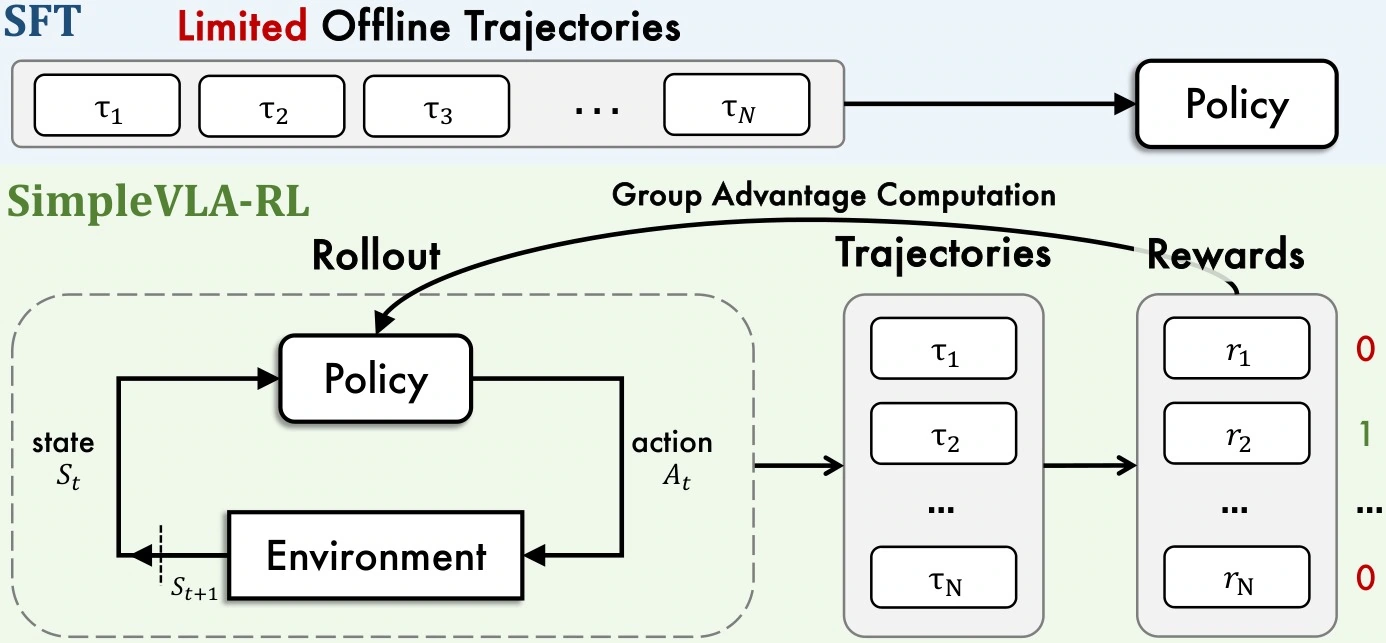 SFT
Limited Offline Trajectories
τ1 τ2 τ3 ... τN
Policy
SimpleVLA-RL
Group Advantage Computation
Rollout
Trajectories
Rewards
Policy
state
St
action
At
Environment
St+1
τ1
τ2
...
τN
r1 0
r2 1
... ...
rN 0